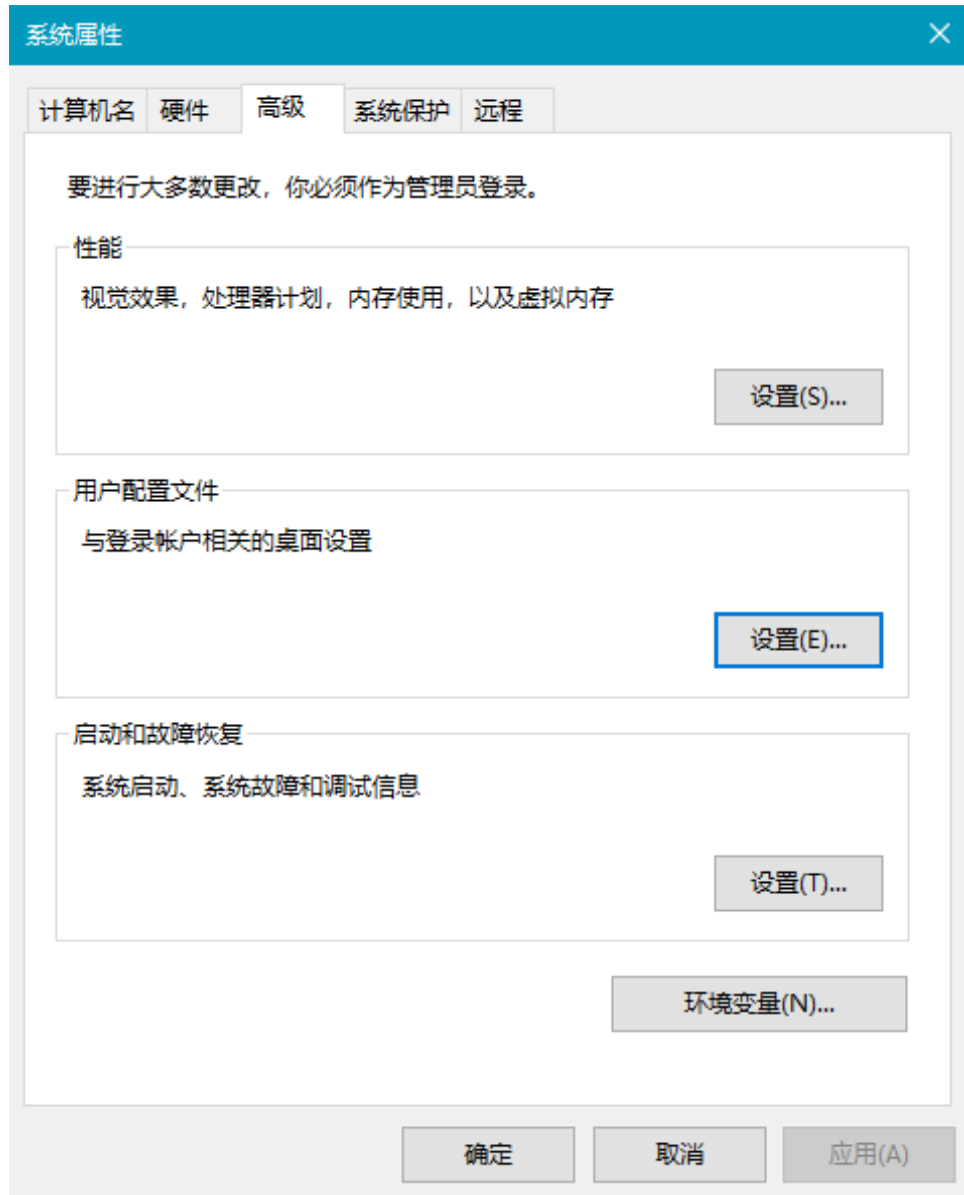 系统属性
计算机名 硬件 高级 系统保护 远程
要进行大多数更改，你必须作为管理员登录。
性能
视觉效果，处理器计划，内存使用，以及虚拟内存
设置(S)...
用户配置文件
与登录帐户相关的桌面设置
设置(E)...
启动和故障恢复
系统启动、系统故障和调试信息
设置(T)...
环境变量(N)...
确定 取消 应用(A)